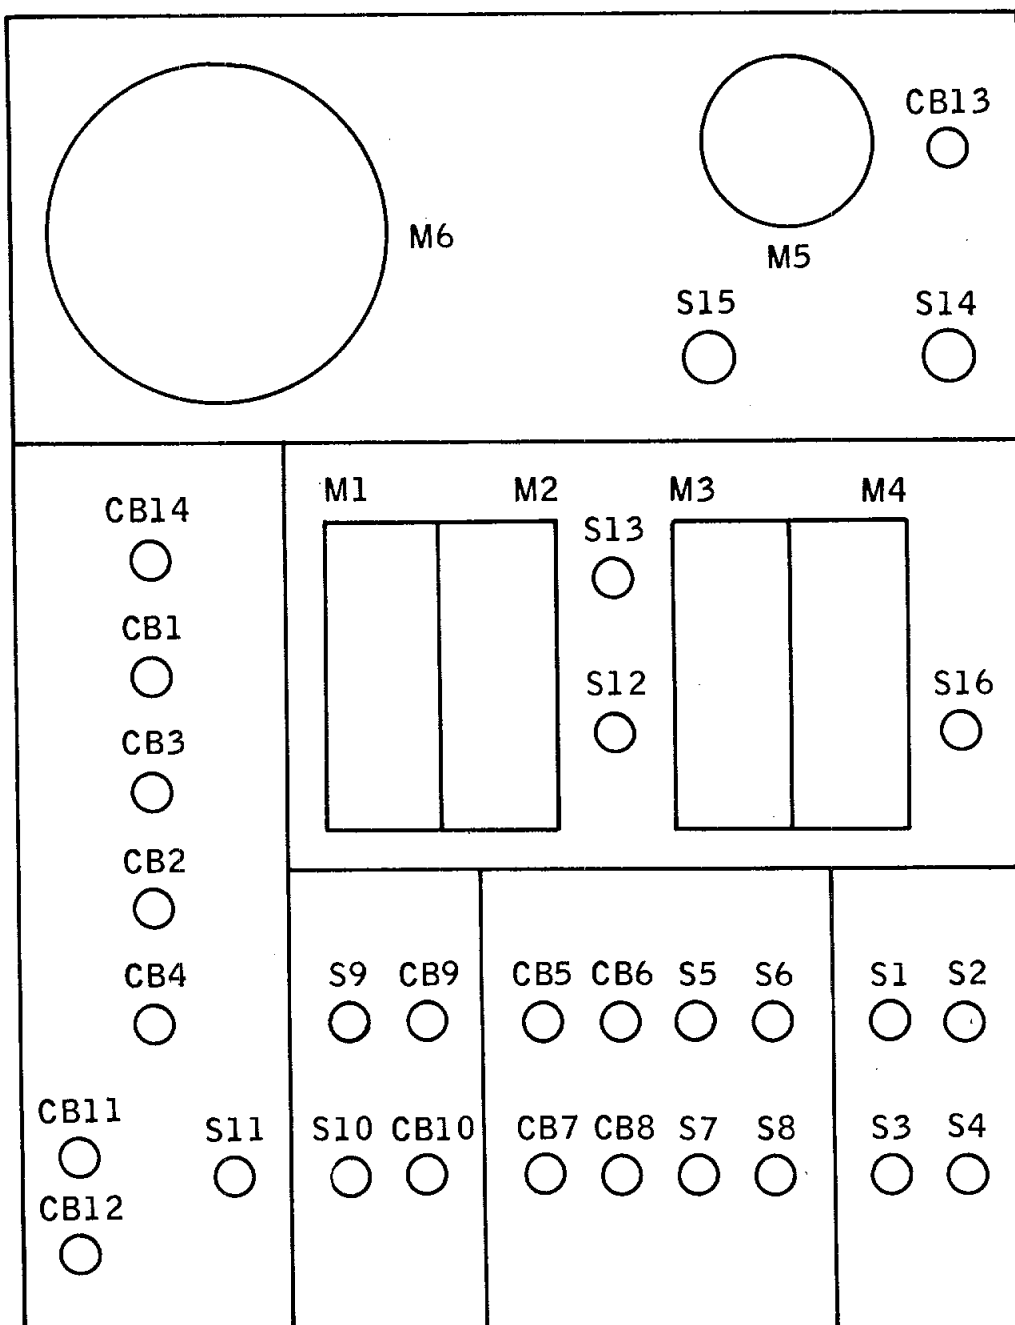 CB13
M6
M5
S15 S14
M1 M2 M3 M4
CB14
S13
CB1
S12 S16
CB3
CB2
CB4 S9 CB9 CB5 CB6 S5 S6 S1 S2
CB11
S11 S10 CB10 CB7 CB8 S7 S8 S3 S4
CB12